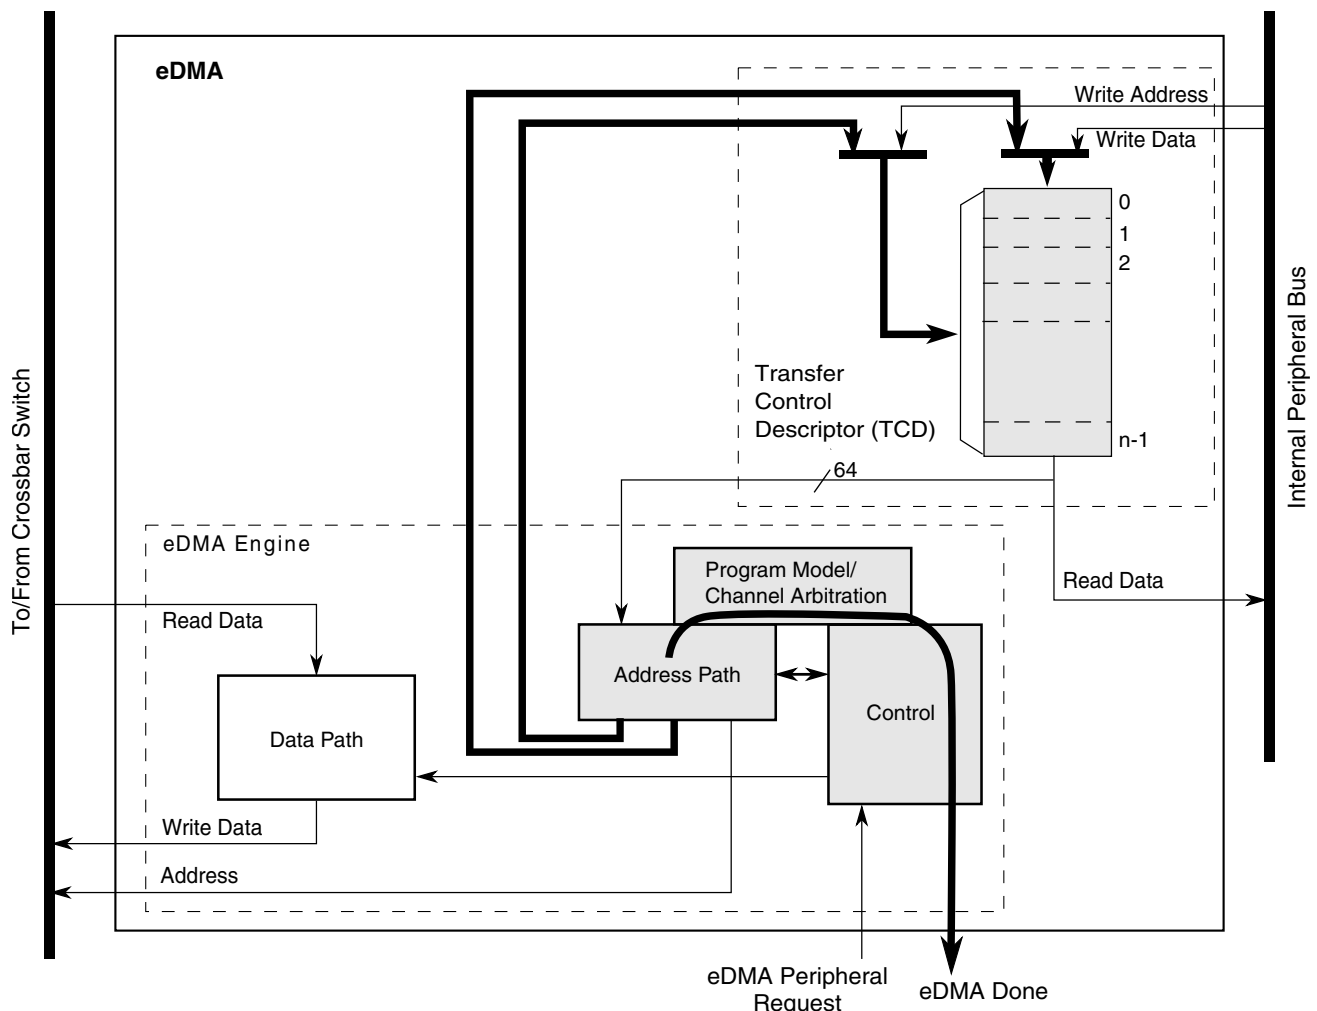 eDMA
Write Address
Write Data
0
1
2
n-1
Transfer
Control
Descriptor (TCD)
64
Internal Peripheral Bus
To/From Crossbar Switch
eDMA Engine
Program Model/
Channel Arbitration
Read Data
Read Data
Address Path
Control
Data Path
Write Data
Address
eDMA Peripheral
Request
eDMA Done